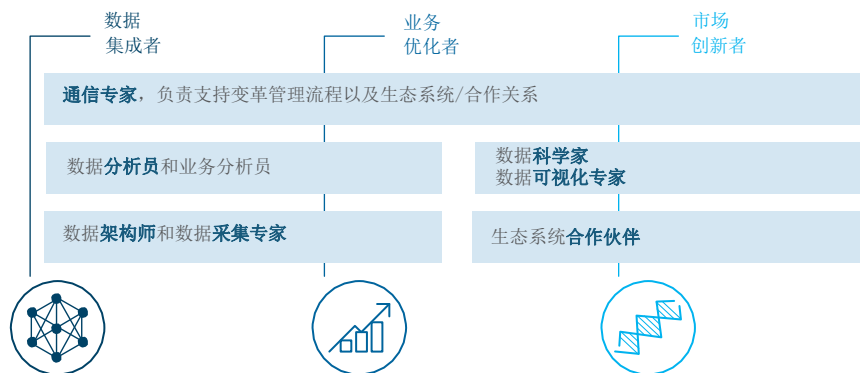 数据
集成者
业务
优化者
市场
创新者
通信专家，负责支持变革管理流程以及生态系统/合作关系
数据分析员和业务分析员
数据科学家
数据可视化专家
数据架构师和数据采集专家
生态系统合作伙伴